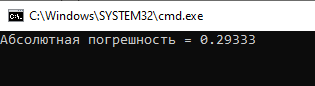 C:\Windows\SYSTEM32\cmd.exe
Абсолютная погрешность = 0.29333